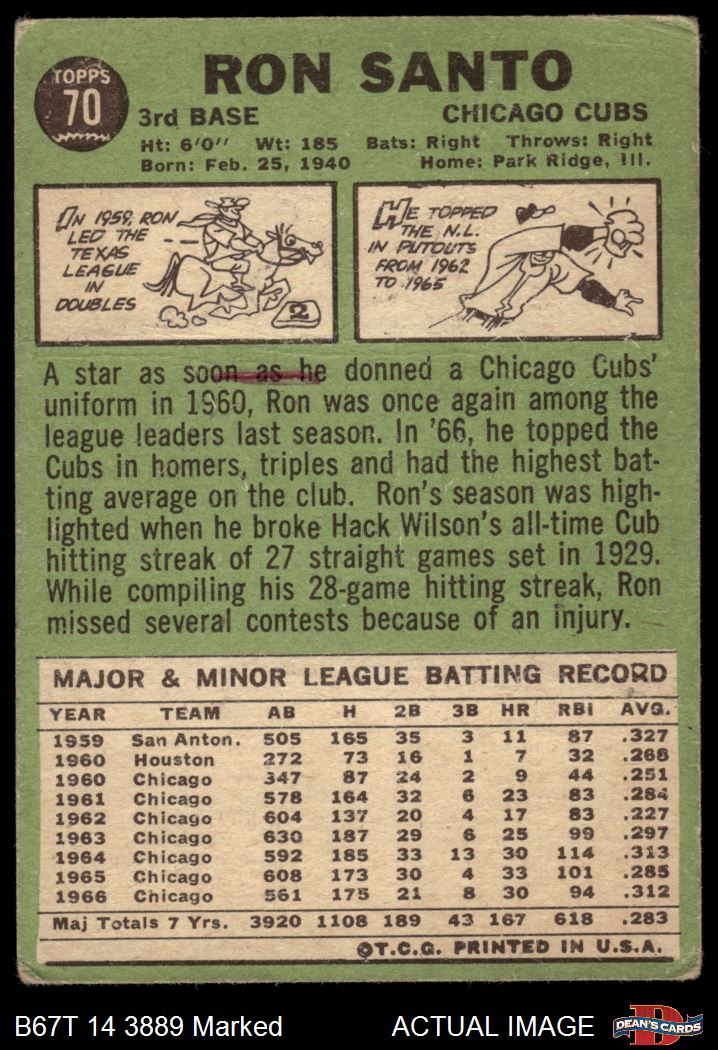 RON SANTO
TOPPS
70
3rd BASE CHICAGO CUBS
Ht: 6'0" Wt: 185 Bats: Right Throws: Right
Born: Feb. 25, 1940 Home: Park Ridge, Ill.
IN 1959, RON
LED THE
TEXAS
LEAGUE
IN
DOUBLES
2
HE TOPPED
THE N.L.
IN PUTOUTS
FROM 1962
TO 1965
A star as soon as he donned a Chicago Cubs'
uniform in 1960, Ron was once again among the
league leaders last season. In '66, he topped the
Cubs in homers, triples and had the highest bat-
ting average on the club. Ron's season was high-
lighted when he broke Hack Wilson's all-time Cub
hitting streak of 27 straight games set in 1929.
While compiling his 28-game hitting streak, Ron
missed several contests because of an injury.
MAJOR & MINOR LEAGUE BATTING RECORD
YEAR TEAM AB H 2B 3B HR RBI AVG.
1959 San Anton. 505 165 35 3 11 87 .327
1960 Houston 272 73 16 1 7 32 .268
1960 Chicago 347 87 24 2 9 44 .251
1961 Chicago 578 164 32 6 23 83 .284
1962 Chicago 604 137 20 4 17 83 .227
1963 Chicago 630 187 29 6 25 99 .297
1964 Chicago 592 185 33 13 30 114 .313
1965 Chicago 608 173 30 4 33 101 .285
1966 Chicago 561 175 21 8 30 94 .312
Maj Totals 7 Yrs. 3920 1108 189 43 167 618 .283
©T.C.G. PRINTED IN U.S.A.
B67T 14 3889 Marked ACTUAL IMAGE DEAN'S CARDS